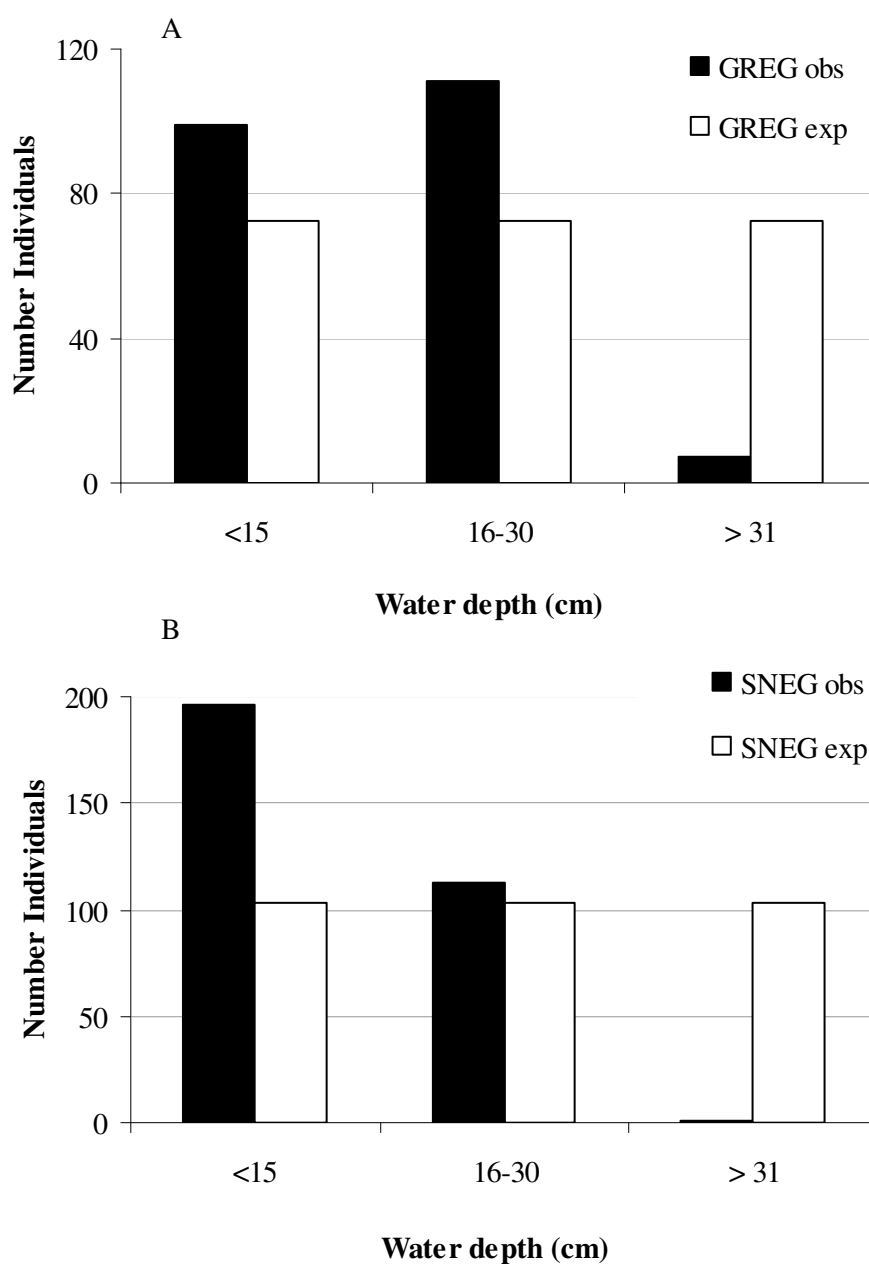 A
120
80
40
0
Number Individuals
GREG obs
GREG exp
<15
16-30
> 31
Water depth (cm)
B
200
150
100
50
0
Number Individuals
SNEG obs
SNEG exp
<15
16-30
> 31
Water depth (cm)